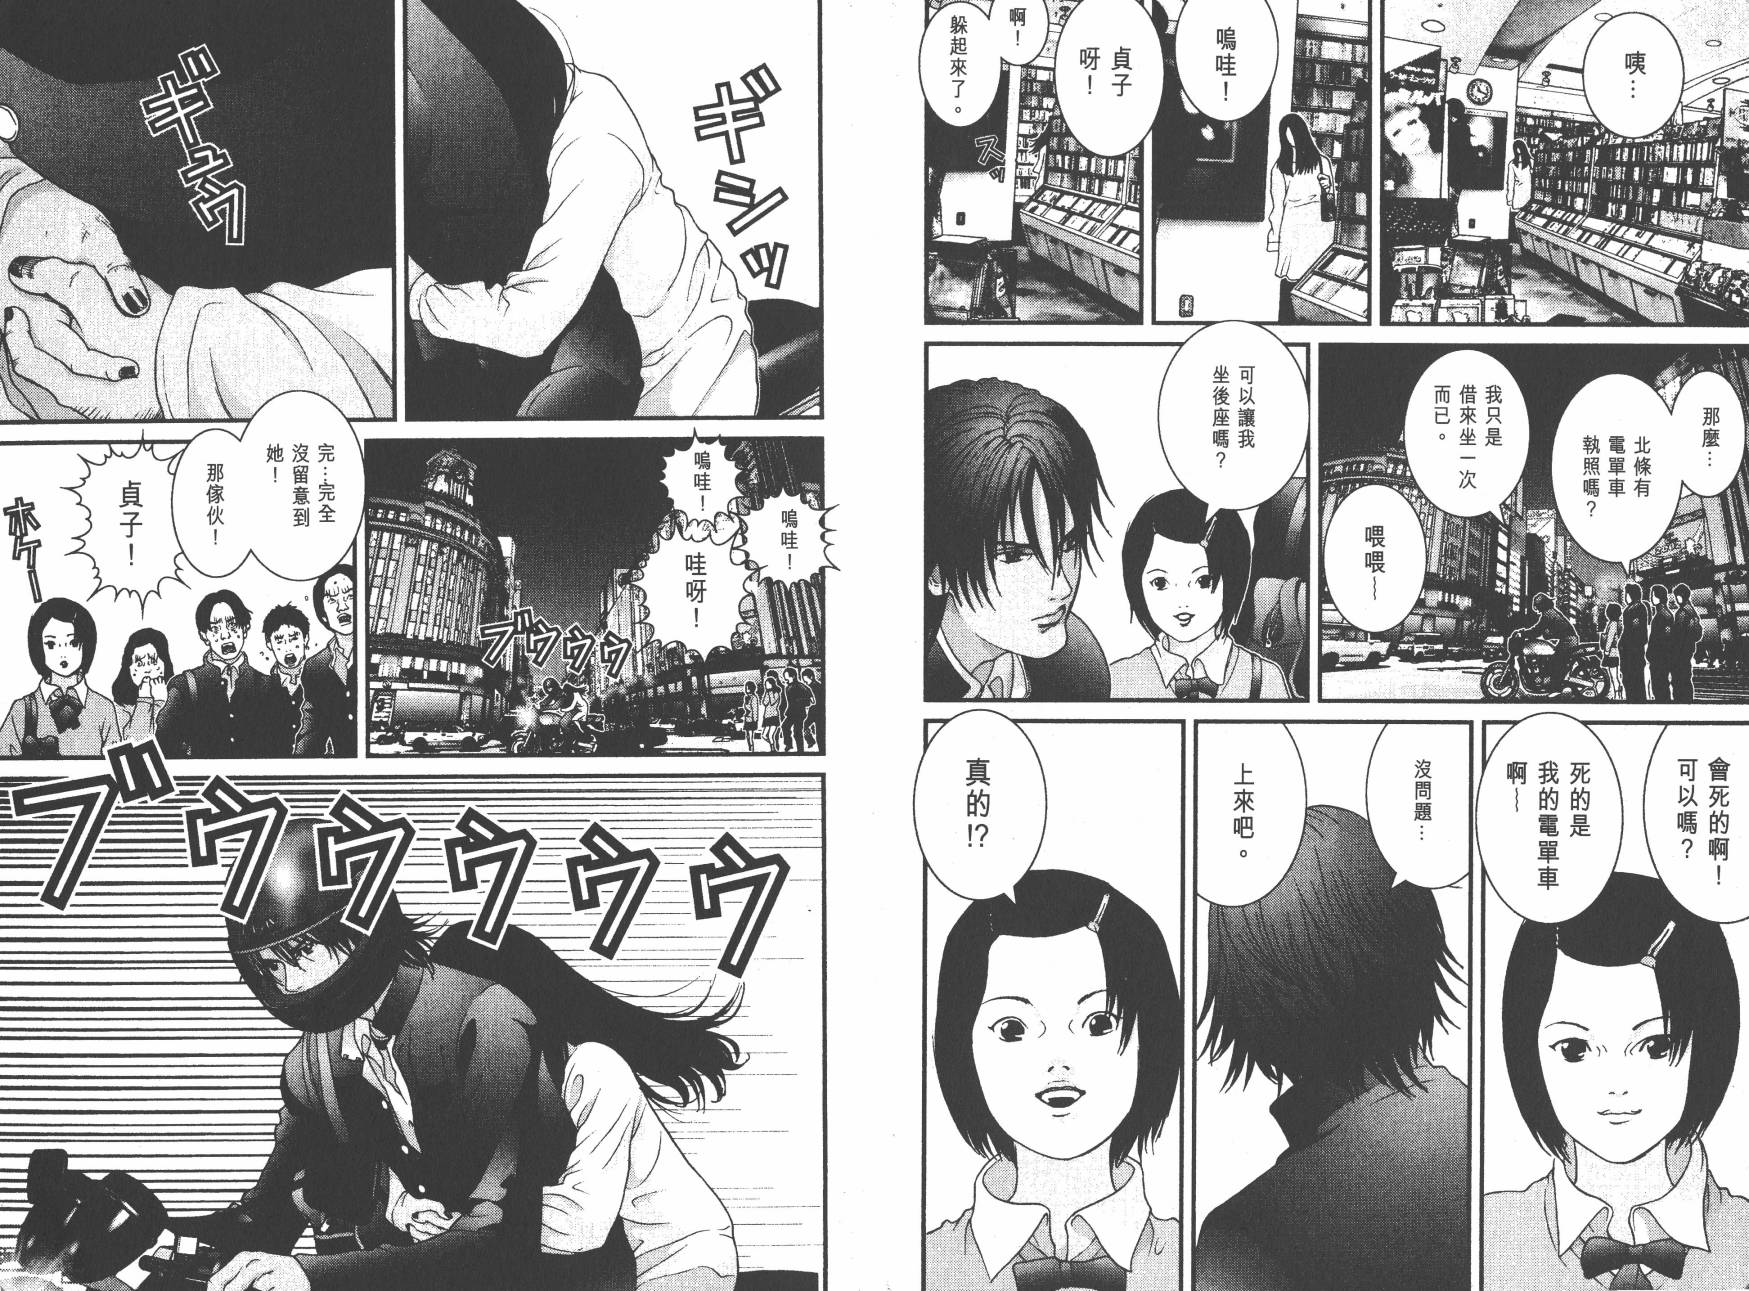 咦…
嗚哇！
貞子
呀！
啊！
躲起來了。
スッ
那麼…
北條有
電單車
執照嗎？
我只是
借來坐一次
而已。
喂喂~
可以讓我
坐後座嗎？
會死的啊！
可以嗎？
死的是
我的電單車
啊~
沒問題…
上來吧。
真的!?
ギシッ
ギュウ
嗚哇！
哇呀！
嗚哇！
ブウウウ
完…完全
沒留意到
她！
那傢伙！
貞子！
ホケー
ブウウウウウ